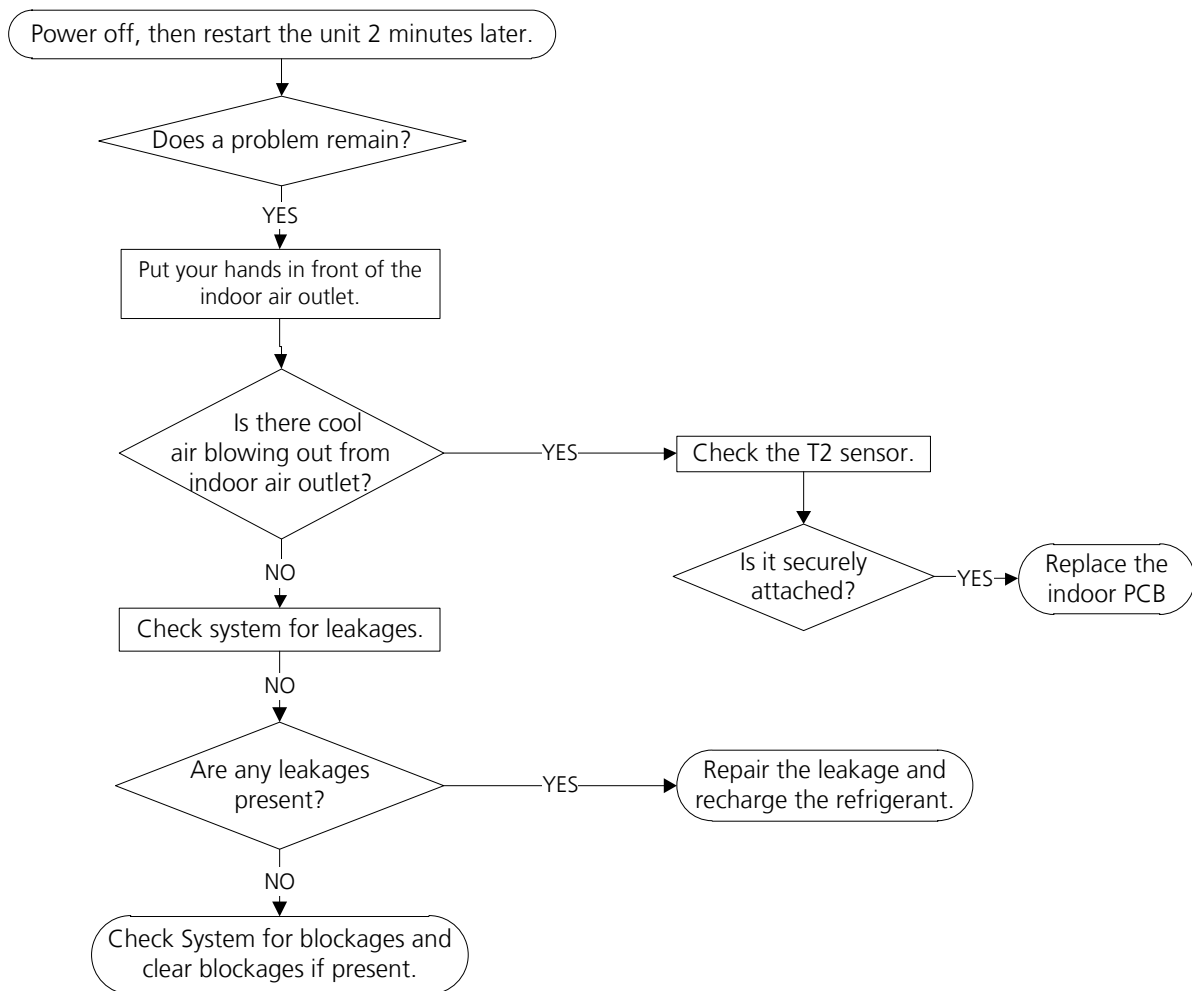 Power off, then restart the unit 2 minutes later.
Does a problem remain?
YES
Put your hands in front of the
indoor air outlet.
Is there cool
air blowing out from
indoor air outlet?
YES
Check the T2 sensor.
Is it securely
attached?
YES
Replace the
indoor PCB
NO
Check system for leakages.
NO
Are any leakages
present?
YES
Repair the leakage and
recharge the refrigerant.
NO
Check System for blockages and
clear blockages if present.